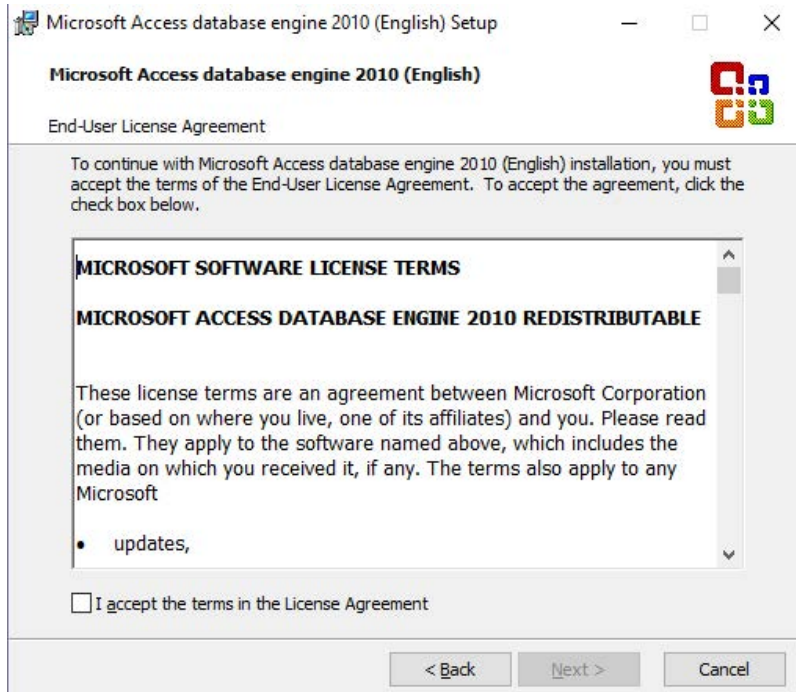 Microsoft Access database engine 2010 (English) Setup
Microsoft Access database engine 2010 (English)
End-User License Agreement
To continue with Microsoft Access database engine 2010 (English) installation, you must
accept the terms of the End-User License Agreement. To accept the agreement, click the
check box below.
MICROSOFT SOFTWARE LICENSE TERMS
MICROSOFT ACCESS DATABASE ENGINE 2010 REDISTRIBUTABLE
These license terms are an agreement between Microsoft Corporation
(or based on where you live, one of its affiliates) and you. Please read
them. They apply to the software named above, which includes the
media on which you received it, if any. The terms also apply to any
Microsoft
• updates,
I accept the terms in the License Agreement
< Back Next > Cancel